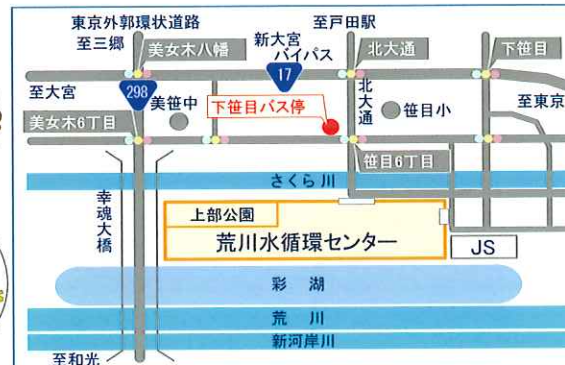 東京外郭環状道路
至三郷
美女木八幡
新大宮
バイパス
至戸田駅
北大通
下笹目
17
至大宮
298
美笹中
下笹目バス停
北大通
笹目小
至東京
美女木6丁目
笹目6丁目
さくら川
幸魂大橋
上部公園
荒川水循環センター
JS
彩 湖
荒 川
新河岸川
至和光